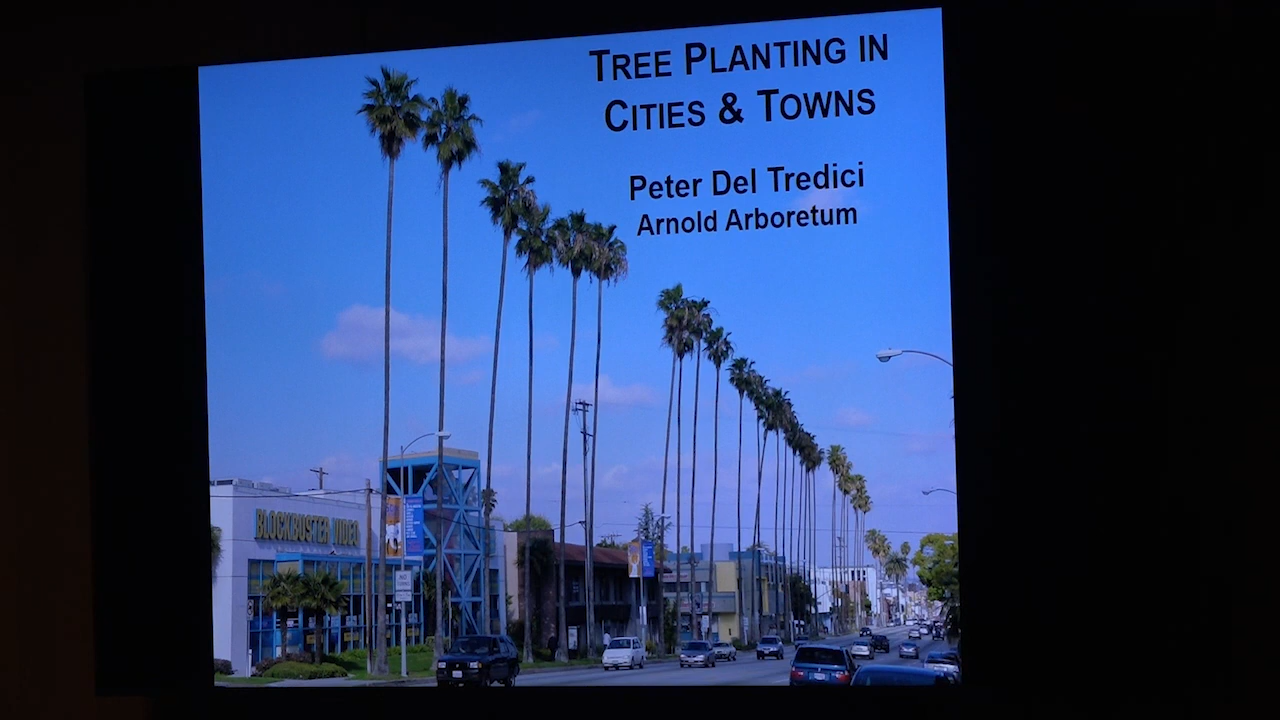 TREE PLANTING IN
CITIES & TOWNS
Peter Del Tredici
Arnold Arboretum
BLOCKBUSTER VIDEO